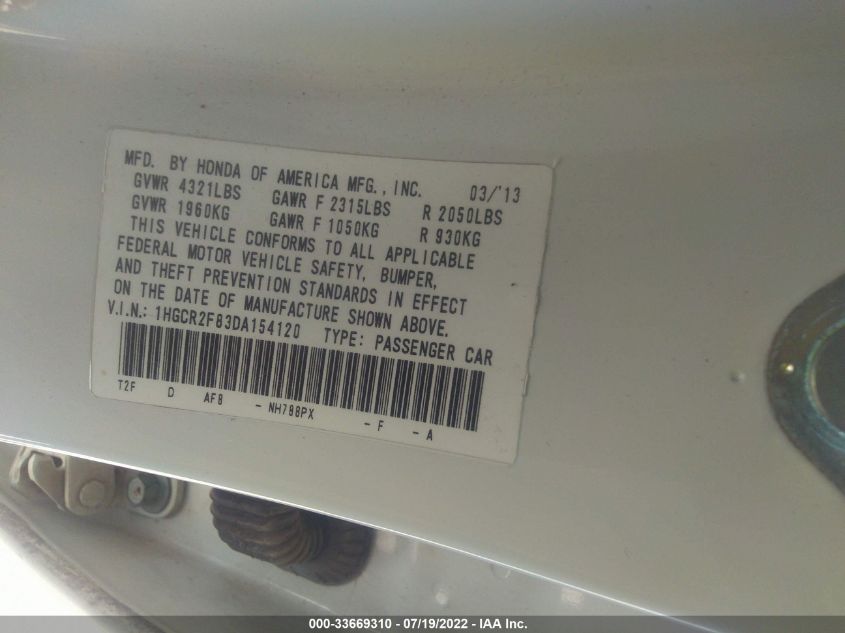 MFD. BY HONDA OF AMERICA MFG., INC. 03/'13
GVWR 4321LBS GAWR F 2315LBS R 2050LBS
GVWR 1960KG GAWR F 1050KG R 930KG
THIS VEHICLE CONFORMS TO ALL APPLICABLE
FEDERAL MOTOR VEHICLE SAFETY, BUMPER,
AND THEFT PREVENTION STANDARDS IN EFFECT
ON THE DATE OF MANUFACTURE SHOWN ABOVE.
V.I.N.: 1HGCR2F83DA154120 TYPE: PASSENGER CAR
T2F D AF8 - NH788PX - F - A
000-33669310 - 07/19/2022 - IAA Inc.